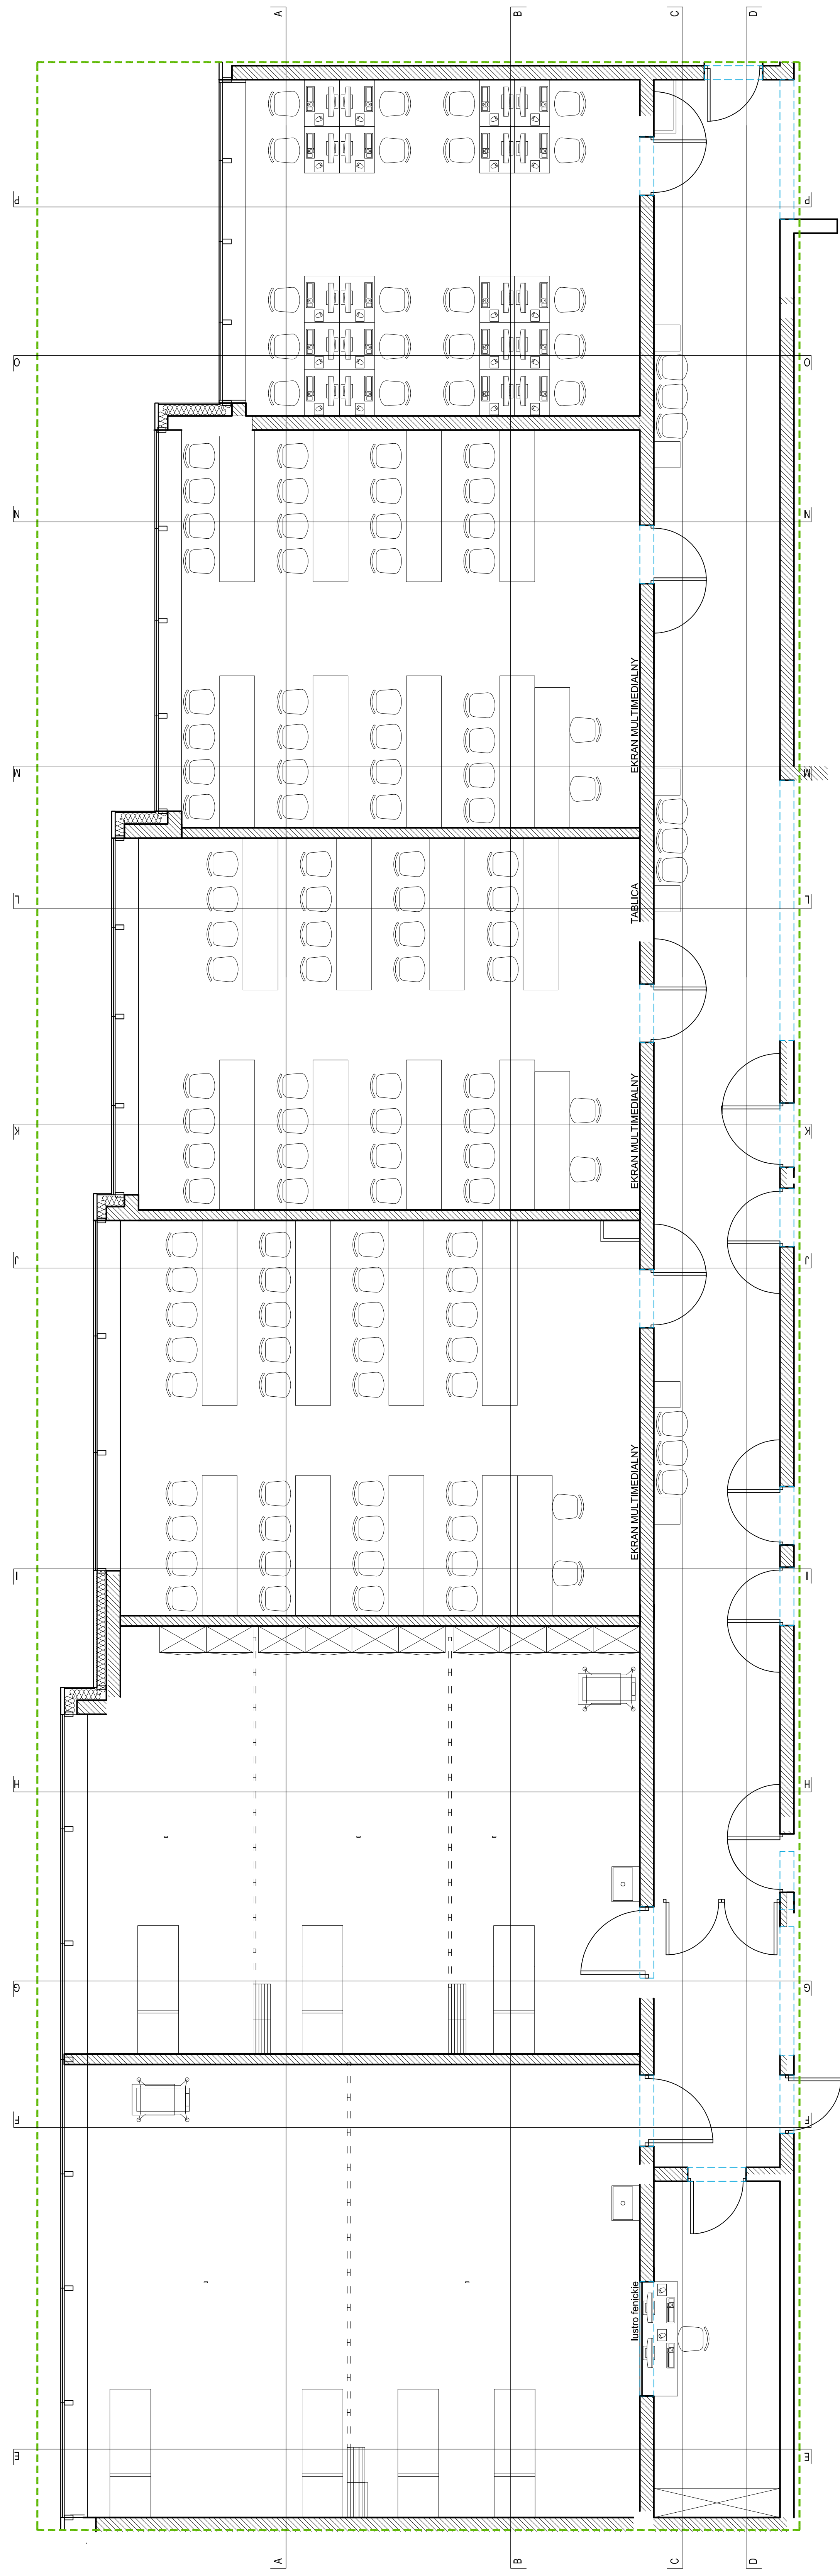 A
B
C
D
P
P
O
O
N
N
EKRAN MULTIMEDIALNY
M
M
TABLICA
L
L
EKRAN MULTIMEDIALNY
K
K
J
J
EKRAN MULTIMEDIALNY
I
I
H
H
G
G
F
F
lustro fenickie
E
E
A
B
C
D